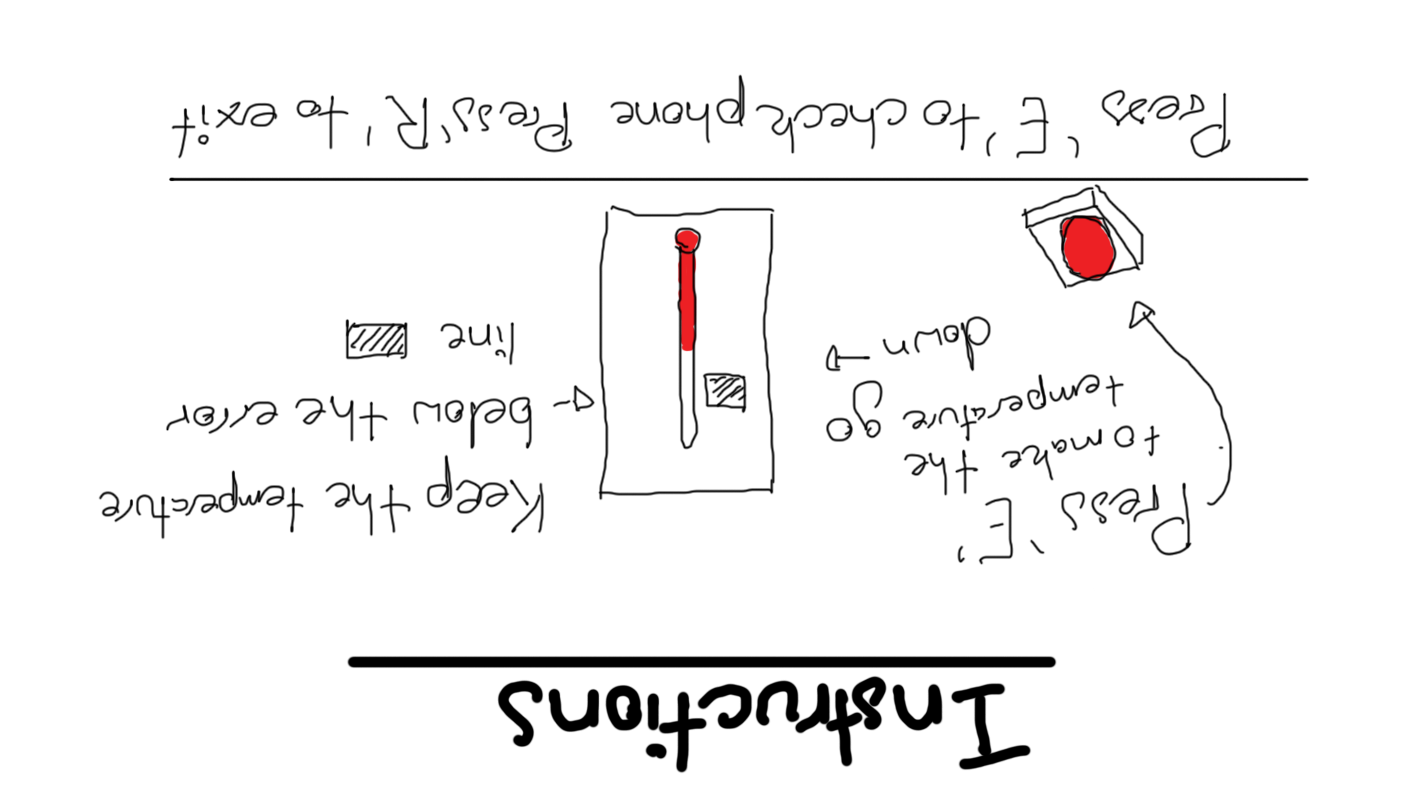 Instructions
Press 'E'
to make the
temperature go
down
Keep the temperature
below the error
line
Press 'E' to check phone Press 'R' to exit